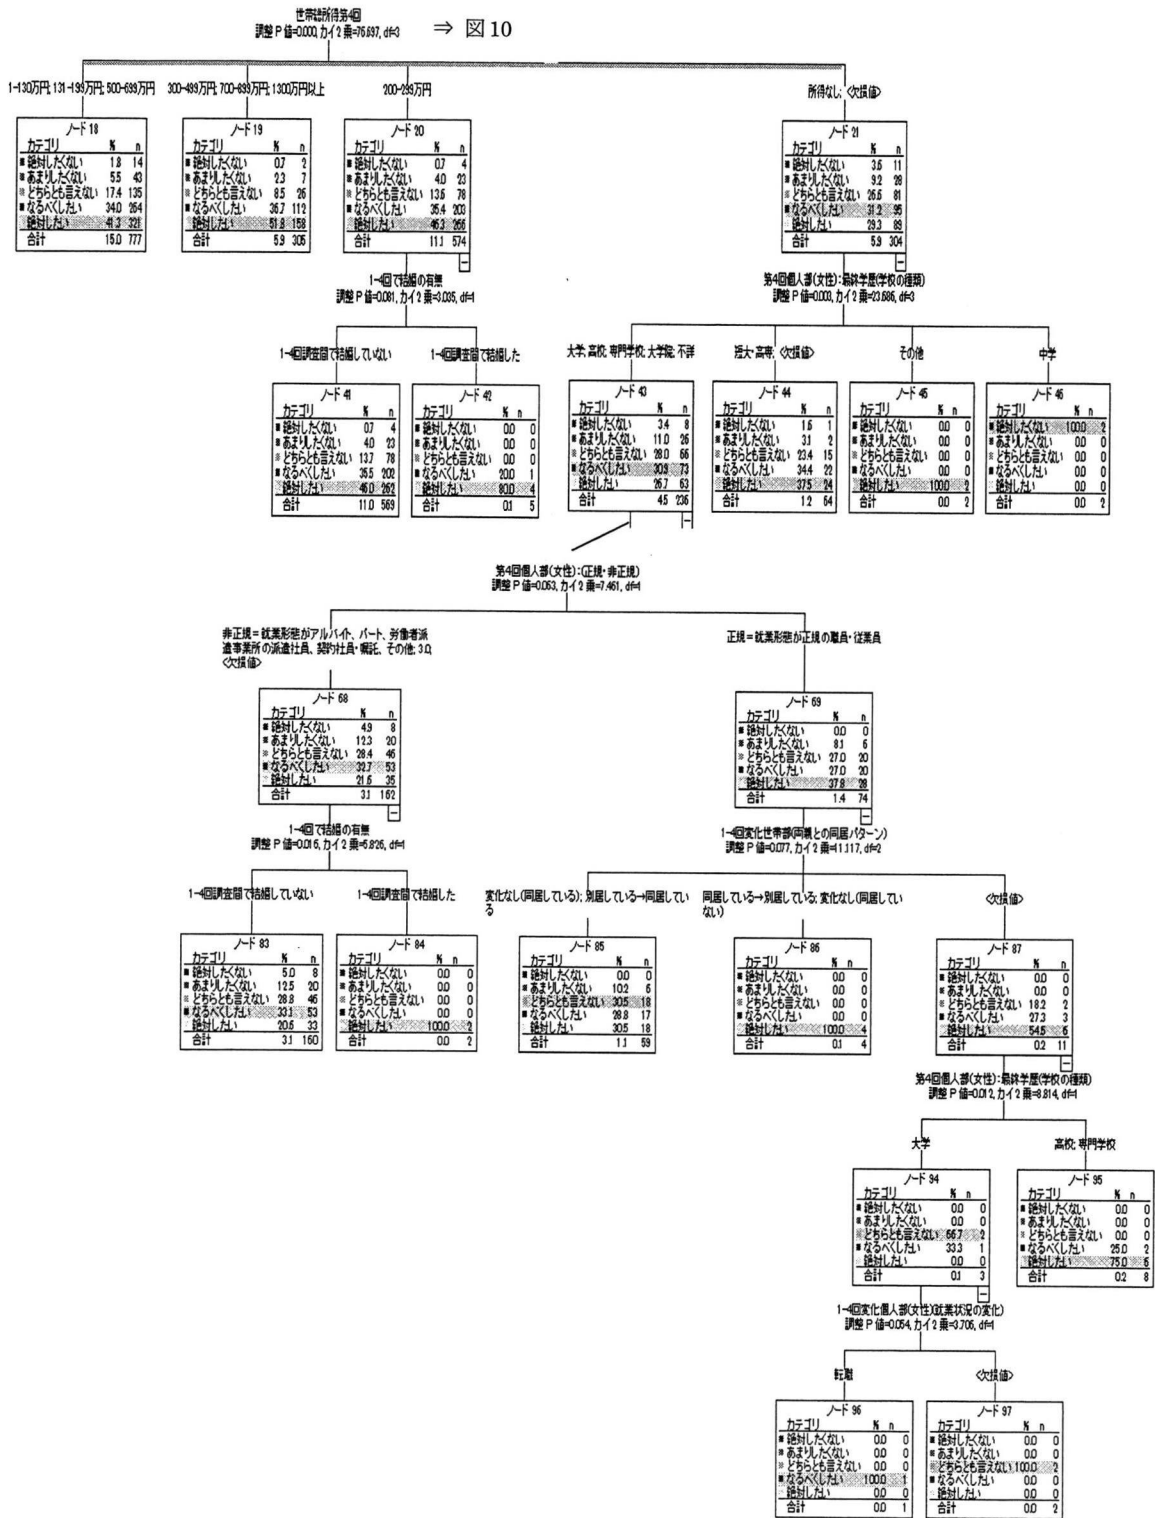 世帯総所得第4回
調整 P 値=0.000, カイ2乗=76.697, df=3
⇒ 図10
1-130万円; 131-199万円; 500-699万円
300-499万円; 700-899万円; 1300万円以上
200-299万円
所得なし; <欠損値>
ノード 18
カテゴリ % n
絶対したくない 1.8 14
あまりしたくない 5.5 43
どちらとも言えない 17.4 135
なるべくしたい 34.0 264
絶対したい 41.3 321
合計 15.0 777
ノード 19
カテゴリ % n
絶対したくない 0.7 2
あまりしたくない 2.3 7
どちらとも言えない 8.5 26
なるべくしたい 36.7 112
絶対したい 51.8 158
合計 5.9 305
ノード 20
カテゴリ % n
絶対したくない 0.7 4
あまりしたくない 4.0 23
どちらとも言えない 13.6 78
なるべくしたい 35.4 203
絶対したい 46.3 266
合計 11.1 574
ノード 21
カテゴリ % n
絶対したくない 3.6 11
あまりしたくない 9.2 28
どちらとも言えない 26.6 81
なるべくしたい 31.2 95
絶対したい 29.3 89
合計 5.9 304
1-4回で結婚の有無
調整 P 値=0.081, カイ2乗=3.035, df=1
第4回個人部(女性):最終学歴(学校の種類)
調整 P 値=0.003, カイ2乗=23.586, df=3
1-4回調査間で結婚していない
1-4回調査間で結婚した
大学; 高校; 専門学校; 大学院; 不詳
短大・高専; <欠損値>
その他
中学
ノード 41
カテゴリ % n
絶対したくない 0.7 4
あまりしたくない 4.0 23
どちらとも言えない 13.7 78
なるべくしたい 35.5 202
絶対したい 46.0 262
合計 11.0 569
ノード 42
カテゴリ % n
絶対したくない 0.0 0
あまりしたくない 0.0 0
どちらとも言えない 0.0 0
なるべくしたい 20.0 1
絶対したい 80.0 4
合計 0.1 5
ノード 43
カテゴリ % n
絶対したくない 3.4 8
あまりしたくない 11.0 26
どちらとも言えない 28.0 66
なるべくしたい 30.9 73
絶対したい 26.7 63
合計 4.5 236
ノード 44
カテゴリ % n
絶対したくない 1.6 1
あまりしたくない 3.1 2
どちらとも言えない 23.4 15
なるべくしたい 34.4 22
絶対したい 37.5 24
合計 1.2 64
ノード 45
カテゴリ % n
絶対したくない 0.0 0
あまりしたくない 0.0 0
どちらとも言えない 0.0 0
なるべくしたい 0.0 0
絶対したい 100.0 2
合計 0.0 2
ノード 46
カテゴリ % n
絶対したくない 100.0 2
あまりしたくない 0.0 0
どちらとも言えない 0.0 0
なるべくしたい 0.0 0
絶対したい 0.0 0
合計 0.0 2
第4回個人部(女性):(正規・非正規)
調整 P 値=0.063, カイ2乗=7.461, df=1
非正規=就業形態がアルバイト、パート、労働者派
遣事業所の派遣社員、契約社員・嘱託、その他; 3.0;
<欠損値>
正規=就業形態が正規の職員・従業員
ノード 68
カテゴリ % n
絶対したくない 4.9 8
あまりしたくない 12.3 20
どちらとも言えない 28.4 46
なるべくしたい 32.7 53
絶対したい 21.6 35
合計 3.1 162
ノード 69
カテゴリ % n
絶対したくない 0.0 0
あまりしたくない 8.1 6
どちらとも言えない 27.0 20
なるべくしたい 27.0 20
絶対したい 37.8 28
合計 1.4 74
1-4回で結婚の有無
調整 P 値=0.016, カイ2乗=5.826, df=1
1-4回変化世帯部(両親との同居パターン)
調整 P 値=0.077, カイ2乗=11.117, df=2
1-4回調査間で結婚していない
1-4回調査間で結婚した
変化なし(同居している); 別居している→同居してい
る
同居している→別居している; 変化なし(同居してい
ない)
<欠損値>
ノード 83
カテゴリ % n
絶対したくない 5.0 8
あまりしたくない 12.5 20
どちらとも言えない 28.8 46
なるべくしたい 33.1 53
絶対したい 20.6 33
合計 3.1 160
ノード 84
カテゴリ % n
絶対したくない 0.0 0
あまりしたくない 0.0 0
どちらとも言えない 0.0 0
なるべくしたい 0.0 0
絶対したい 100.0 2
合計 0.0 2
ノード 85
カテゴリ % n
絶対したくない 0.0 0
あまりしたくない 10.2 6
どちらとも言えない 30.5 18
なるべくしたい 28.8 17
絶対したい 30.5 18
合計 1.1 59
ノード 86
カテゴリ % n
絶対したくない 0.0 0
あまりしたくない 0.0 0
どちらとも言えない 0.0 0
なるべくしたい 0.0 0
絶対したい 100.0 4
合計 0.1 4
ノード 87
カテゴリ % n
絶対したくない 0.0 0
あまりしたくない 0.0 0
どちらとも言えない 18.2 2
なるべくしたい 27.3 3
絶対したい 54.5 6
合計 0.2 11
第4回個人部(女性):最終学歴(学校の種類)
調整 P 値=0.012, カイ2乗=8.814, df=1
大学
高校; 専門学校
ノード 94
カテゴリ % n
絶対したくない 0.0 0
あまりしたくない 0.0 0
どちらとも言えない 66.7 2
なるべくしたい 33.3 1
絶対したい 0.0 0
合計 0.1 3
ノード 95
カテゴリ % n
絶対したくない 0.0 0
あまりしたくない 0.0 0
どちらとも言えない 0.0 0
なるべくしたい 25.0 2
絶対したい 75.0 6
合計 0.2 8
1-4回変化個人部(女性)(就業状況の変化)
調整 P 値=0.054, カイ2乗=3.706, df=1
転職
<欠損値>
ノード 96
カテゴリ % n
絶対したくない 0.0 0
あまりしたくない 0.0 0
どちらとも言えない 0.0 0
なるべくしたい 100.0 1
絶対したい 0.0 0
合計 0.0 1
ノード 97
カテゴリ % n
絶対したくない 0.0 0
あまりしたくない 0.0 0
どちらとも言えない 100.0 2
なるべくしたい 0.0 0
絶対したい 0.0 0
合計 0.0 2